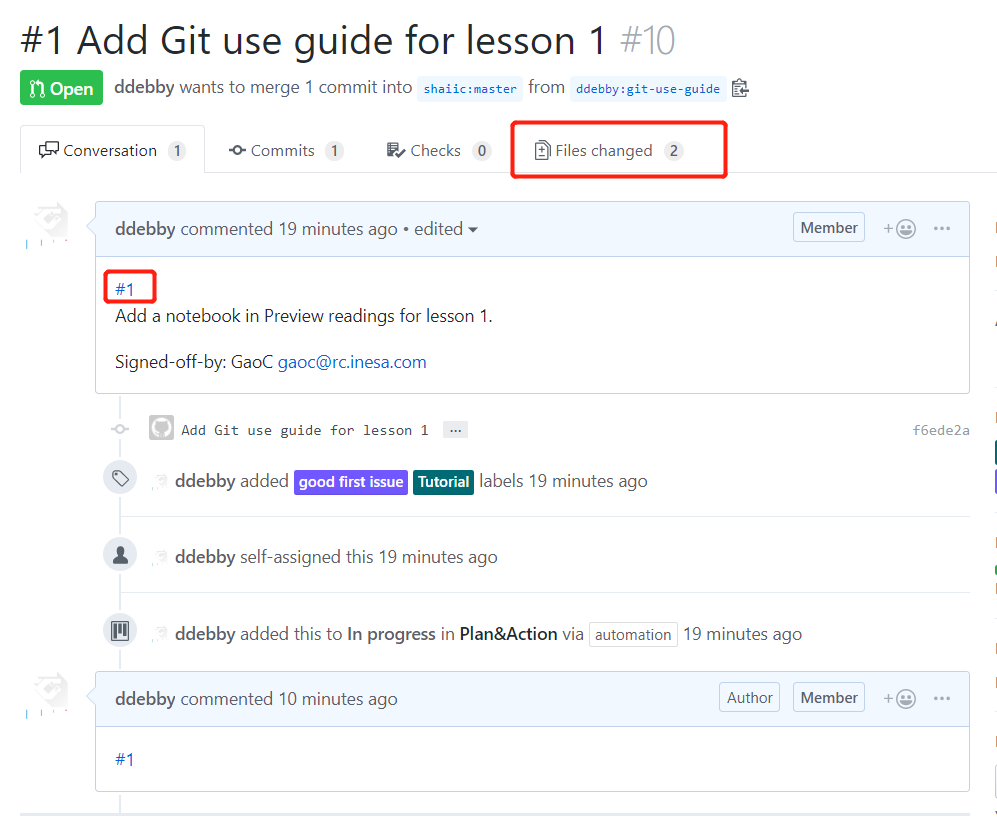 #1 Add Git use guide for lesson 1 #10
Open ddebby wants to merge 1 commit into shaiic:master from ddebby:git-use-guide
Conversation 1 Commits 1 Checks 0 Files changed 2
ddebby commented 19 minutes ago • edited Member
#1
Add a notebook in Preview readings for lesson 1.
Signed-off-by: GaoC gaoc@rc.inesa.com
Add Git use guide for lesson 1 ... f6ede2a
ddebby added good first issue Tutorial labels 19 minutes ago
ddebby self-assigned this 19 minutes ago
ddebby added this to In progress in Plan&Action via automation 19 minutes ago
ddebby commented 10 minutes ago Author Member
#1